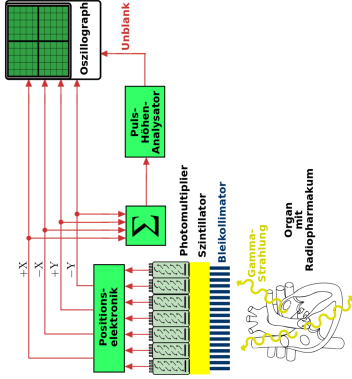 Oszillograph
Unblank
Puls-
Höhen-
Analysator
+X
−X
+Y
−Y
Σ
Positions-
elektronik
Photomultiplier
Szintillator
Bleikollimator
Gamma-
Strahlung
Organ
mit
Radiopharmakum